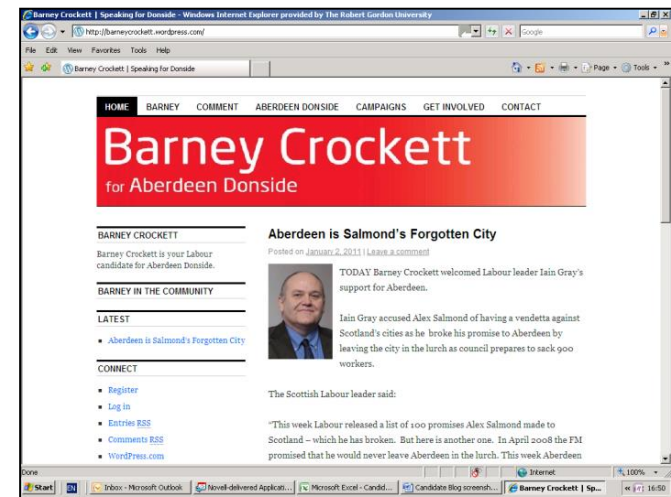 Barney Crockett | Speaking for Donside - Windows Internet Explorer provided by The Robert Gordon University
http://barneycrockett.wordpress.com/
Google
File Edit View Favorites Tools Help
Barney Crockett | Speaking for Donside
Page Tools
HOME BARNEY COMMENT ABERDEEN DONSIDE CAMPAIGNS GET INVOLVED CONTACT
Barney Crockett
for Aberdeen Donside
BARNEY CROCKETT
Barney Crockett is your Labour
candidate for Aberdeen Donside.
BARNEY IN THE COMMUNITY
LATEST
Aberdeen is Salmond's Forgotten City
CONNECT
Register
Log in
Entries RSS
Comments RSS
WordPress.com
Aberdeen is Salmond's Forgotten City
Posted on January 2, 2011 | Leave a comment
TODAY Barney Crockett welcomed Labour leader Iain Gray's
support for Aberdeen.
Iain Gray accused Alex Salmond of having a vendetta against
Scotland's cities as he broke his promise to Aberdeen by
leaving the city in the lurch as council prepares to sack 900
workers.
The Scottish Labour leader said:
"This week Labour released a list of 100 promises Alex Salmond made to
Scotland – which he has broken. But here is another one. In April 2008 the FM
promised that he would never leave Aberdeen in the lurch. This week Aberdeen
Done Internet 100%
Start EN Inbox - Microsoft Outlook Novell-delivered Applicati... Microsoft Excel - Candid... Candidate Blog screensh... Barney Crockett | Sp... 16:50